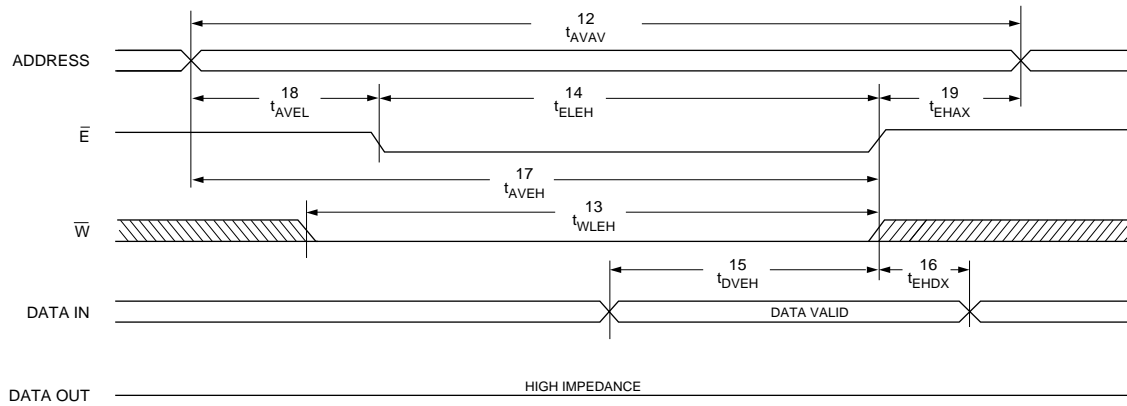 12
tAVAV
ADDRESS
18
tAVEL
14
tELEH
19
tEHAX
E̅
17
tAVEH
13
tWLEH
W̅
15
tDVEH
16
tEHDX
DATA IN
DATA VALID
DATA OUT
HIGH IMPEDANCE